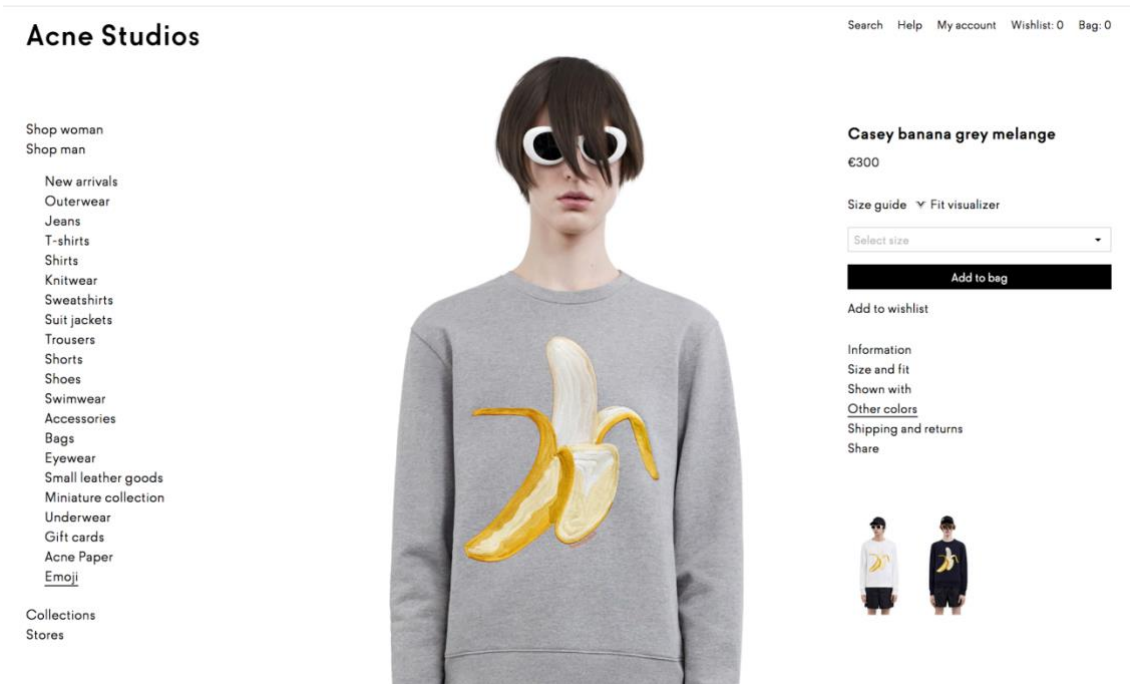 Acne Studios
Search Help My account Wishlist: 0 Bag: 0
Shop woman
Shop man
New arrivals
Outerwear
Jeans
T-shirts
Shirts
Knitwear
Sweatshirts
Suit jackets
Trousers
Shorts
Shoes
Swimwear
Accessories
Bags
Eyewear
Small leather goods
Miniature collection
Underwear
Gift cards
Acne Paper
Emoji
Collections
Stores
Casey banana grey melange
€300
Size guide Fit visualizer
Select size
Add to bag
Add to wishlist
Information
Size and fit
Shown with
Other colors
Shipping and returns
Share